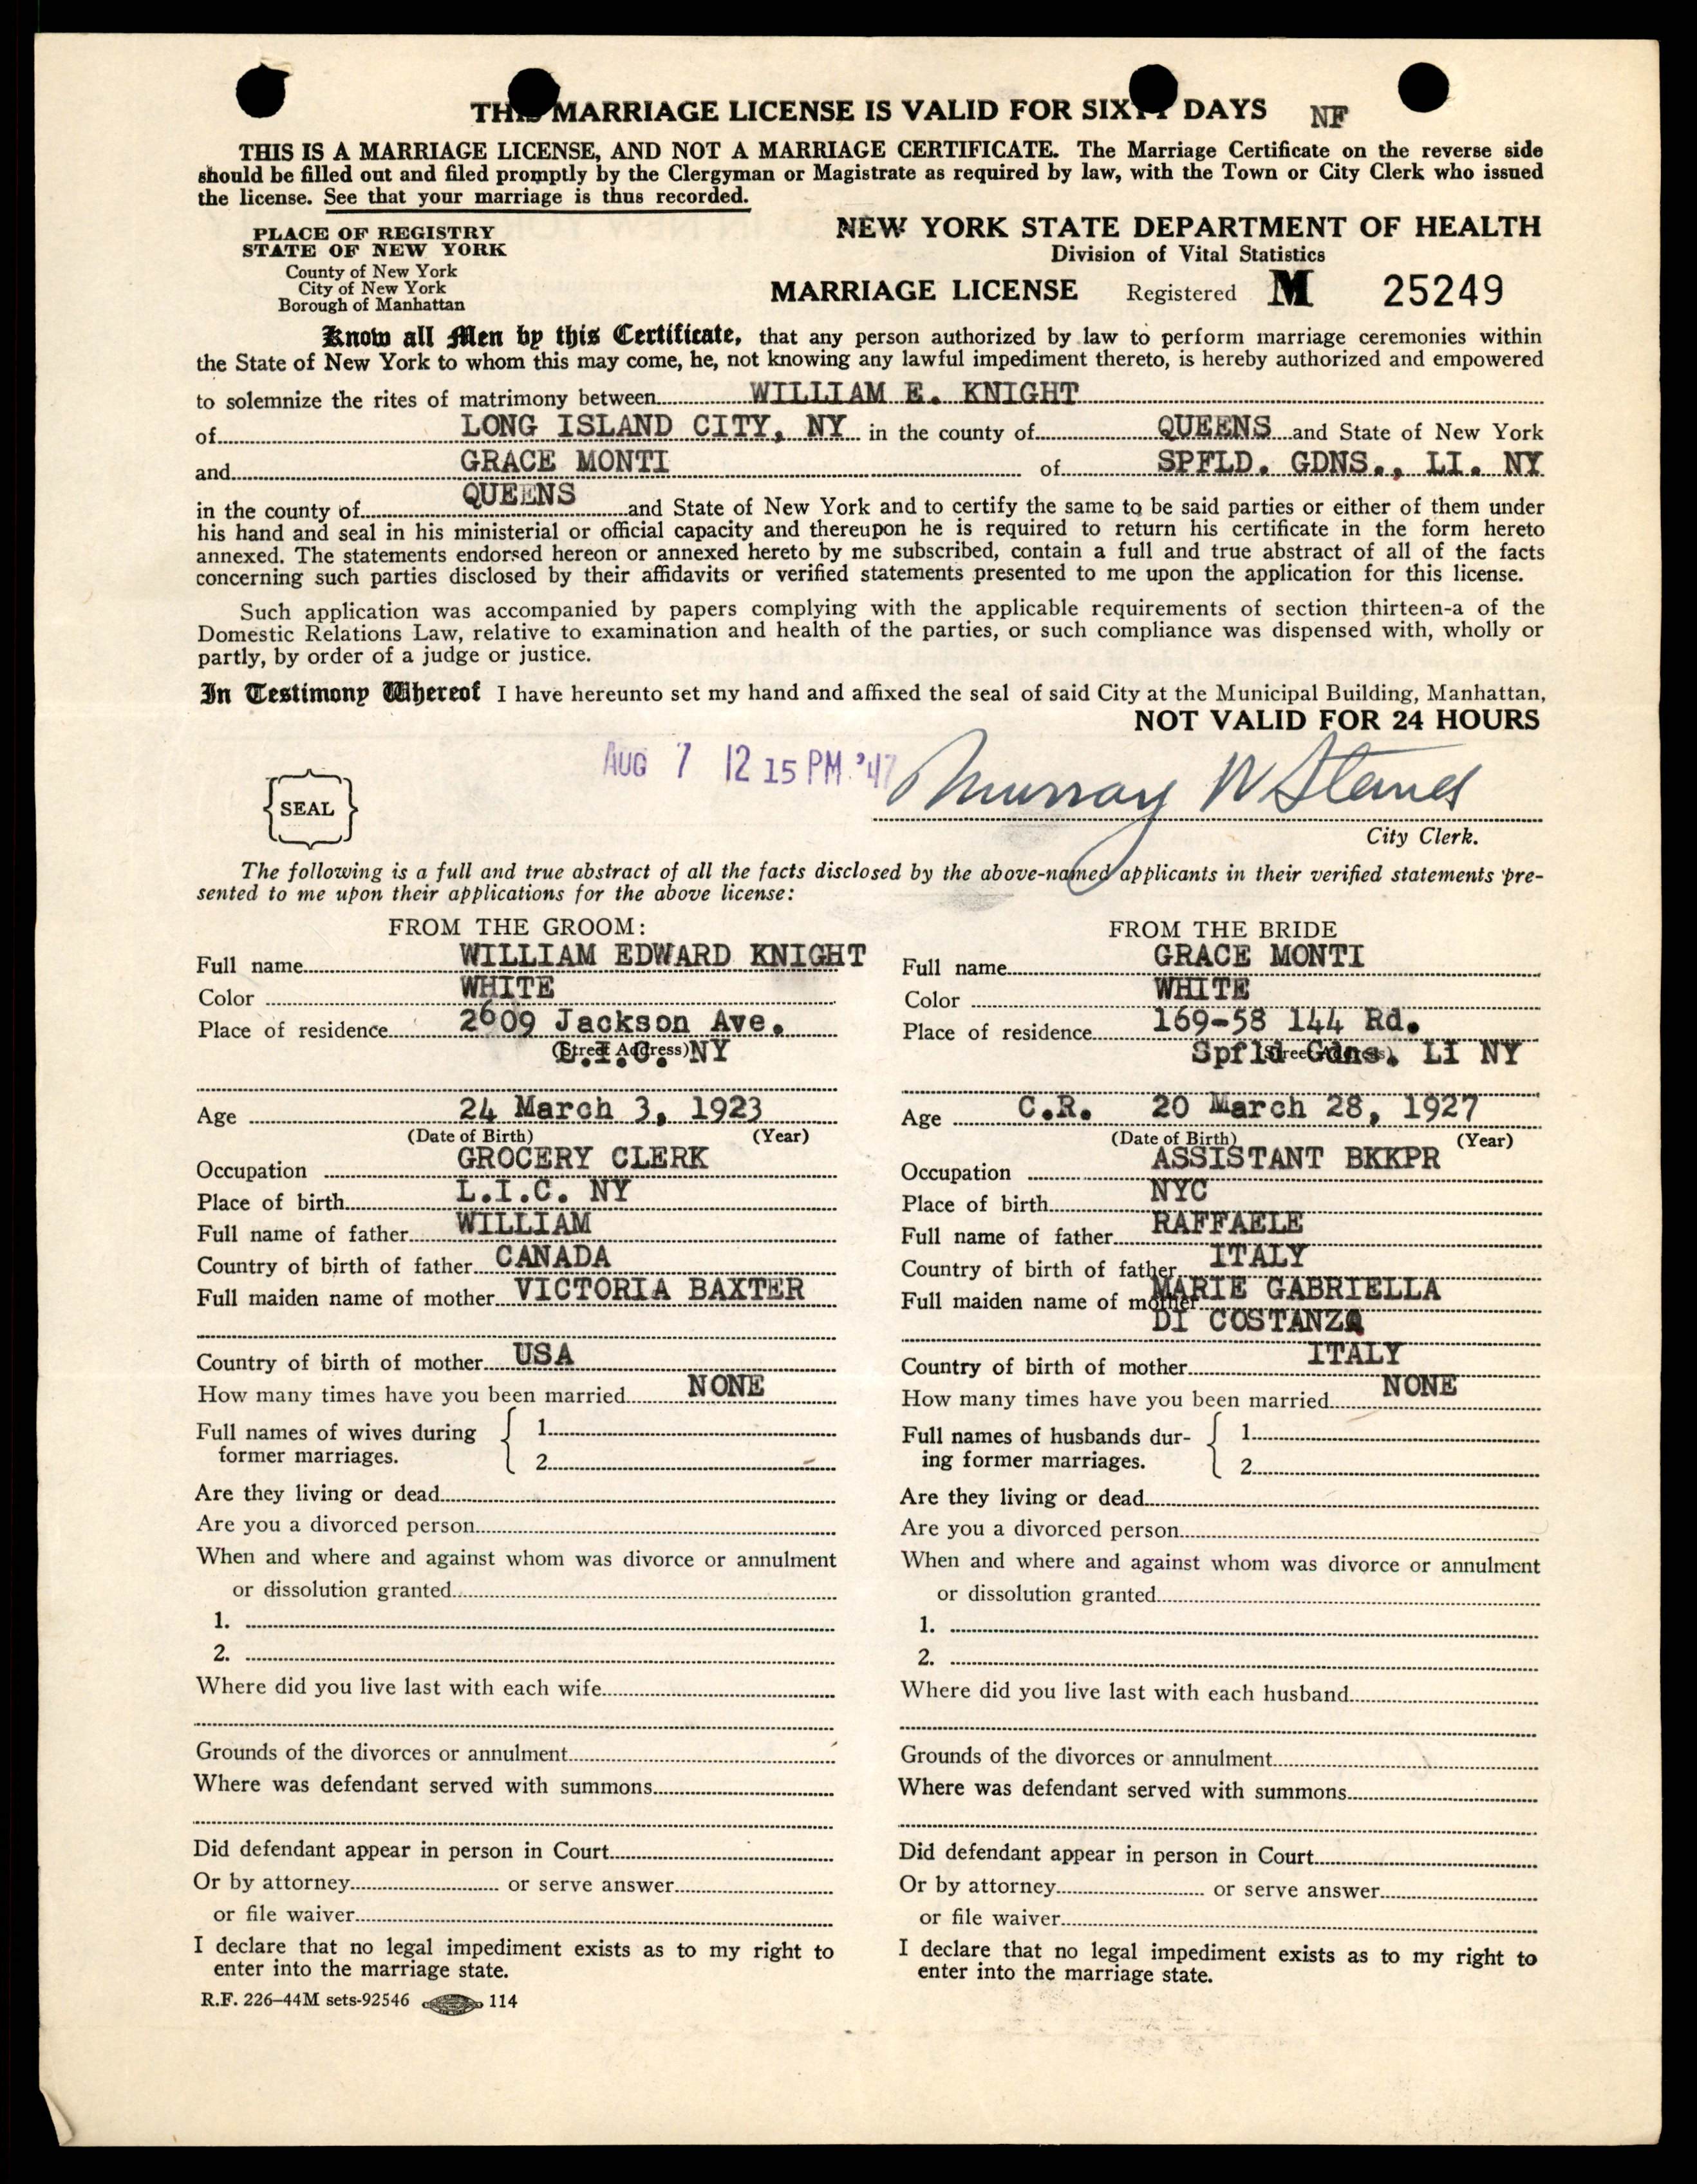 THIS MARRIAGE LICENSE IS VALID FOR SIXTY DAYS NF
THIS IS A MARRIAGE LICENSE, AND NOT A MARRIAGE CERTIFICATE. The Marriage Certificate on the reverse side
should be filled out and filed promptly by the Clergyman or Magistrate as required by law, with the Town or City Clerk who issued
the license. See that your marriage is thus recorded.
PLACE OF REGISTRY
STATE OF NEW YORK
County of New York
City of New York
Borough of Manhattan
NEW YORK STATE DEPARTMENT OF HEALTH
Division of Vital Statistics
MARRIAGE LICENSE Registered M 25249
Know all Men by this Certificate, that any person authorized by law to perform marriage ceremonies within
the State of New York to whom this may come, he, not knowing any lawful impediment thereto, is hereby authorized and empowered
to solemnize the rites of matrimony between WILLIAM E. KNIGHT
of LONG ISLAND CITY, NY in the county of QUEENS and State of New York
and GRACE MONTI of SPFLD. GDNS., LI. NY
in the county of QUEENS and State of New York and to certify the same to be said parties or either of them under
his hand and seal in his ministerial or official capacity and thereupon he is required to return his certificate in the form hereto
annexed. The statements endorsed hereon or annexed hereto by me subscribed, contain a full and true abstract of all of the facts
concerning such parties disclosed by their affidavits or verified statements presented to me upon the application for this license.
Such application was accompanied by papers complying with the applicable requirements of section thirteen-a of the
Domestic Relations Law, relative to examination and health of the parties, or such compliance was dispensed with, wholly or
partly, by order of a judge or justice.
In Testimony Whereof I have hereunto set my hand and affixed the seal of said City at the Municipal Building, Manhattan,
NOT VALID FOR 24 HOURS
AUG 7 12 15 PM '47
Murray W Stand
SEAL
City Clerk.
The following is a full and true abstract of all the facts disclosed by the above-named applicants in their verified statements pre-
sented to me upon their applications for the above license:
FROM THE GROOM:
Full name WILLIAM EDWARD KNIGHT
Color WHITE
Place of residence 2609 Jackson Ave.
(Street Address) L.I.C. NY
Age 24 March 3, 1923
(Date of Birth) (Year)
Occupation GROCERY CLERK
Place of birth L.I.C. NY
Full name of father WILLIAM
Country of birth of father CANADA
Full maiden name of mother VICTORIA BAXTER
Country of birth of mother USA
How many times have you been married NONE
Full names of wives during
former marriages.
1
2
Are they living or dead
Are you a divorced person
When and where and against whom was divorce or annulment
or dissolution granted
1.
2.
Where did you live last with each wife
Grounds of the divorces or annulment
Where was defendant served with summons
Did defendant appear in person in Court
Or by attorney or serve answer
or file waiver
I declare that no legal impediment exists as to my right to
enter into the marriage state.
R.F. 226-44M sets-92546 114
FROM THE BRIDE
Full name GRACE MONTI
Color WHITE
Place of residence 169-58 144 Rd.
(Street Address) Spfld Gdns. LI NY
Age C.R. 20 March 28, 1927
(Date of Birth) (Year)
Occupation ASSISTANT BKKPR
Place of birth NYC
Full name of father RAFFAELE
Country of birth of father ITALY
Full maiden name of mother MARIE GABRIELLA
DI COSTANZO
Country of birth of mother ITALY
How many times have you been married NONE
Full names of husbands dur-
ing former marriages.
1
2
Are they living or dead
Are you a divorced person
When and where and against whom was divorce or annulment
or dissolution granted
1.
2.
Where did you live last with each husband
Grounds of the divorces or annulment
Where was defendant served with summons
Did defendant appear in person in Court
Or by attorney or serve answer
or file waiver
I declare that no legal impediment exists as to my right to
enter into the marriage state.